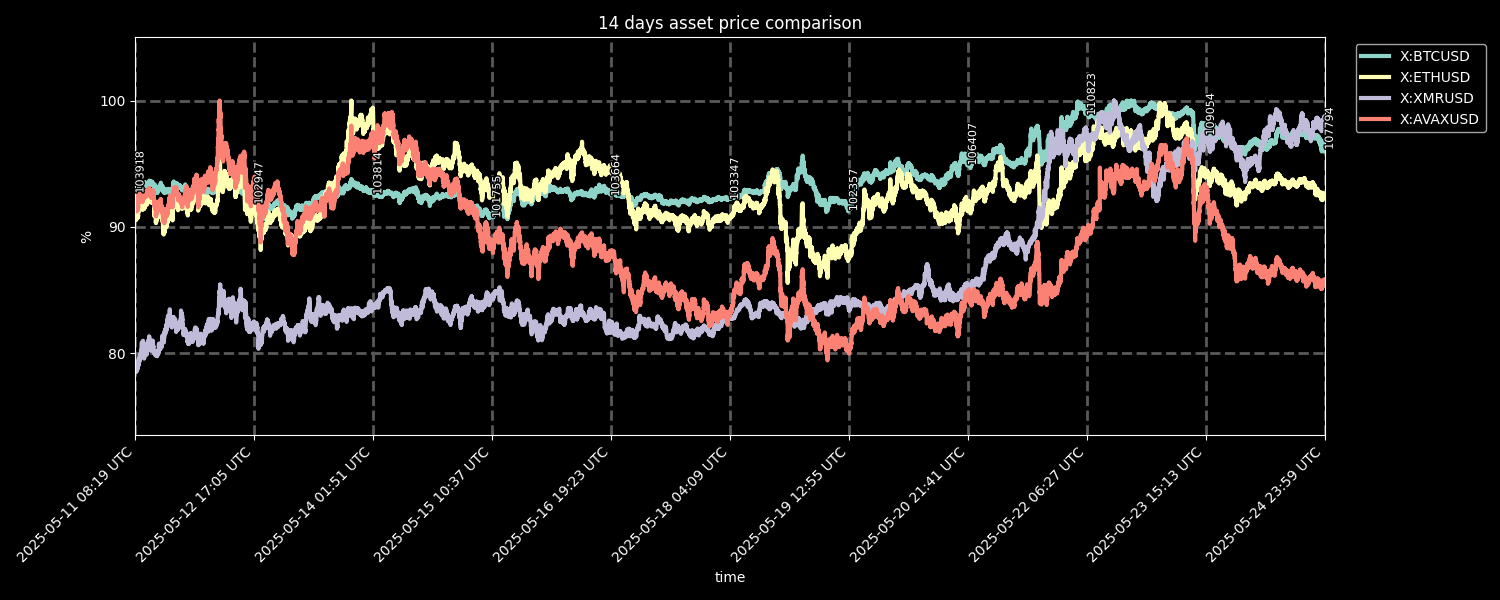 14 days asset price comparison
X:BTCUSD
X:ETHUSD
X:XMRUSD
X:AVAXUSD
100
90
80
%
103918
102947
103814
101755
103664
103347
102357
106407
110823
109054
107794
2025-05-11 08:19 UTC
2025-05-12 17:05 UTC
2025-05-14 01:51 UTC
2025-05-15 10:37 UTC
2025-05-16 19:23 UTC
2025-05-18 04:09 UTC
2025-05-19 12:55 UTC
2025-05-20 21:41 UTC
2025-05-22 06:27 UTC
2025-05-23 15:13 UTC
2025-05-24 23:59 UTC
time